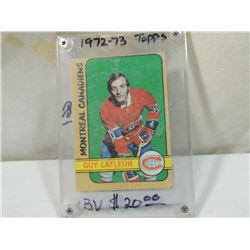 1972-73 Topps
MONTREAL CANADIENS
GUY LAFLEUR
BV $20.00